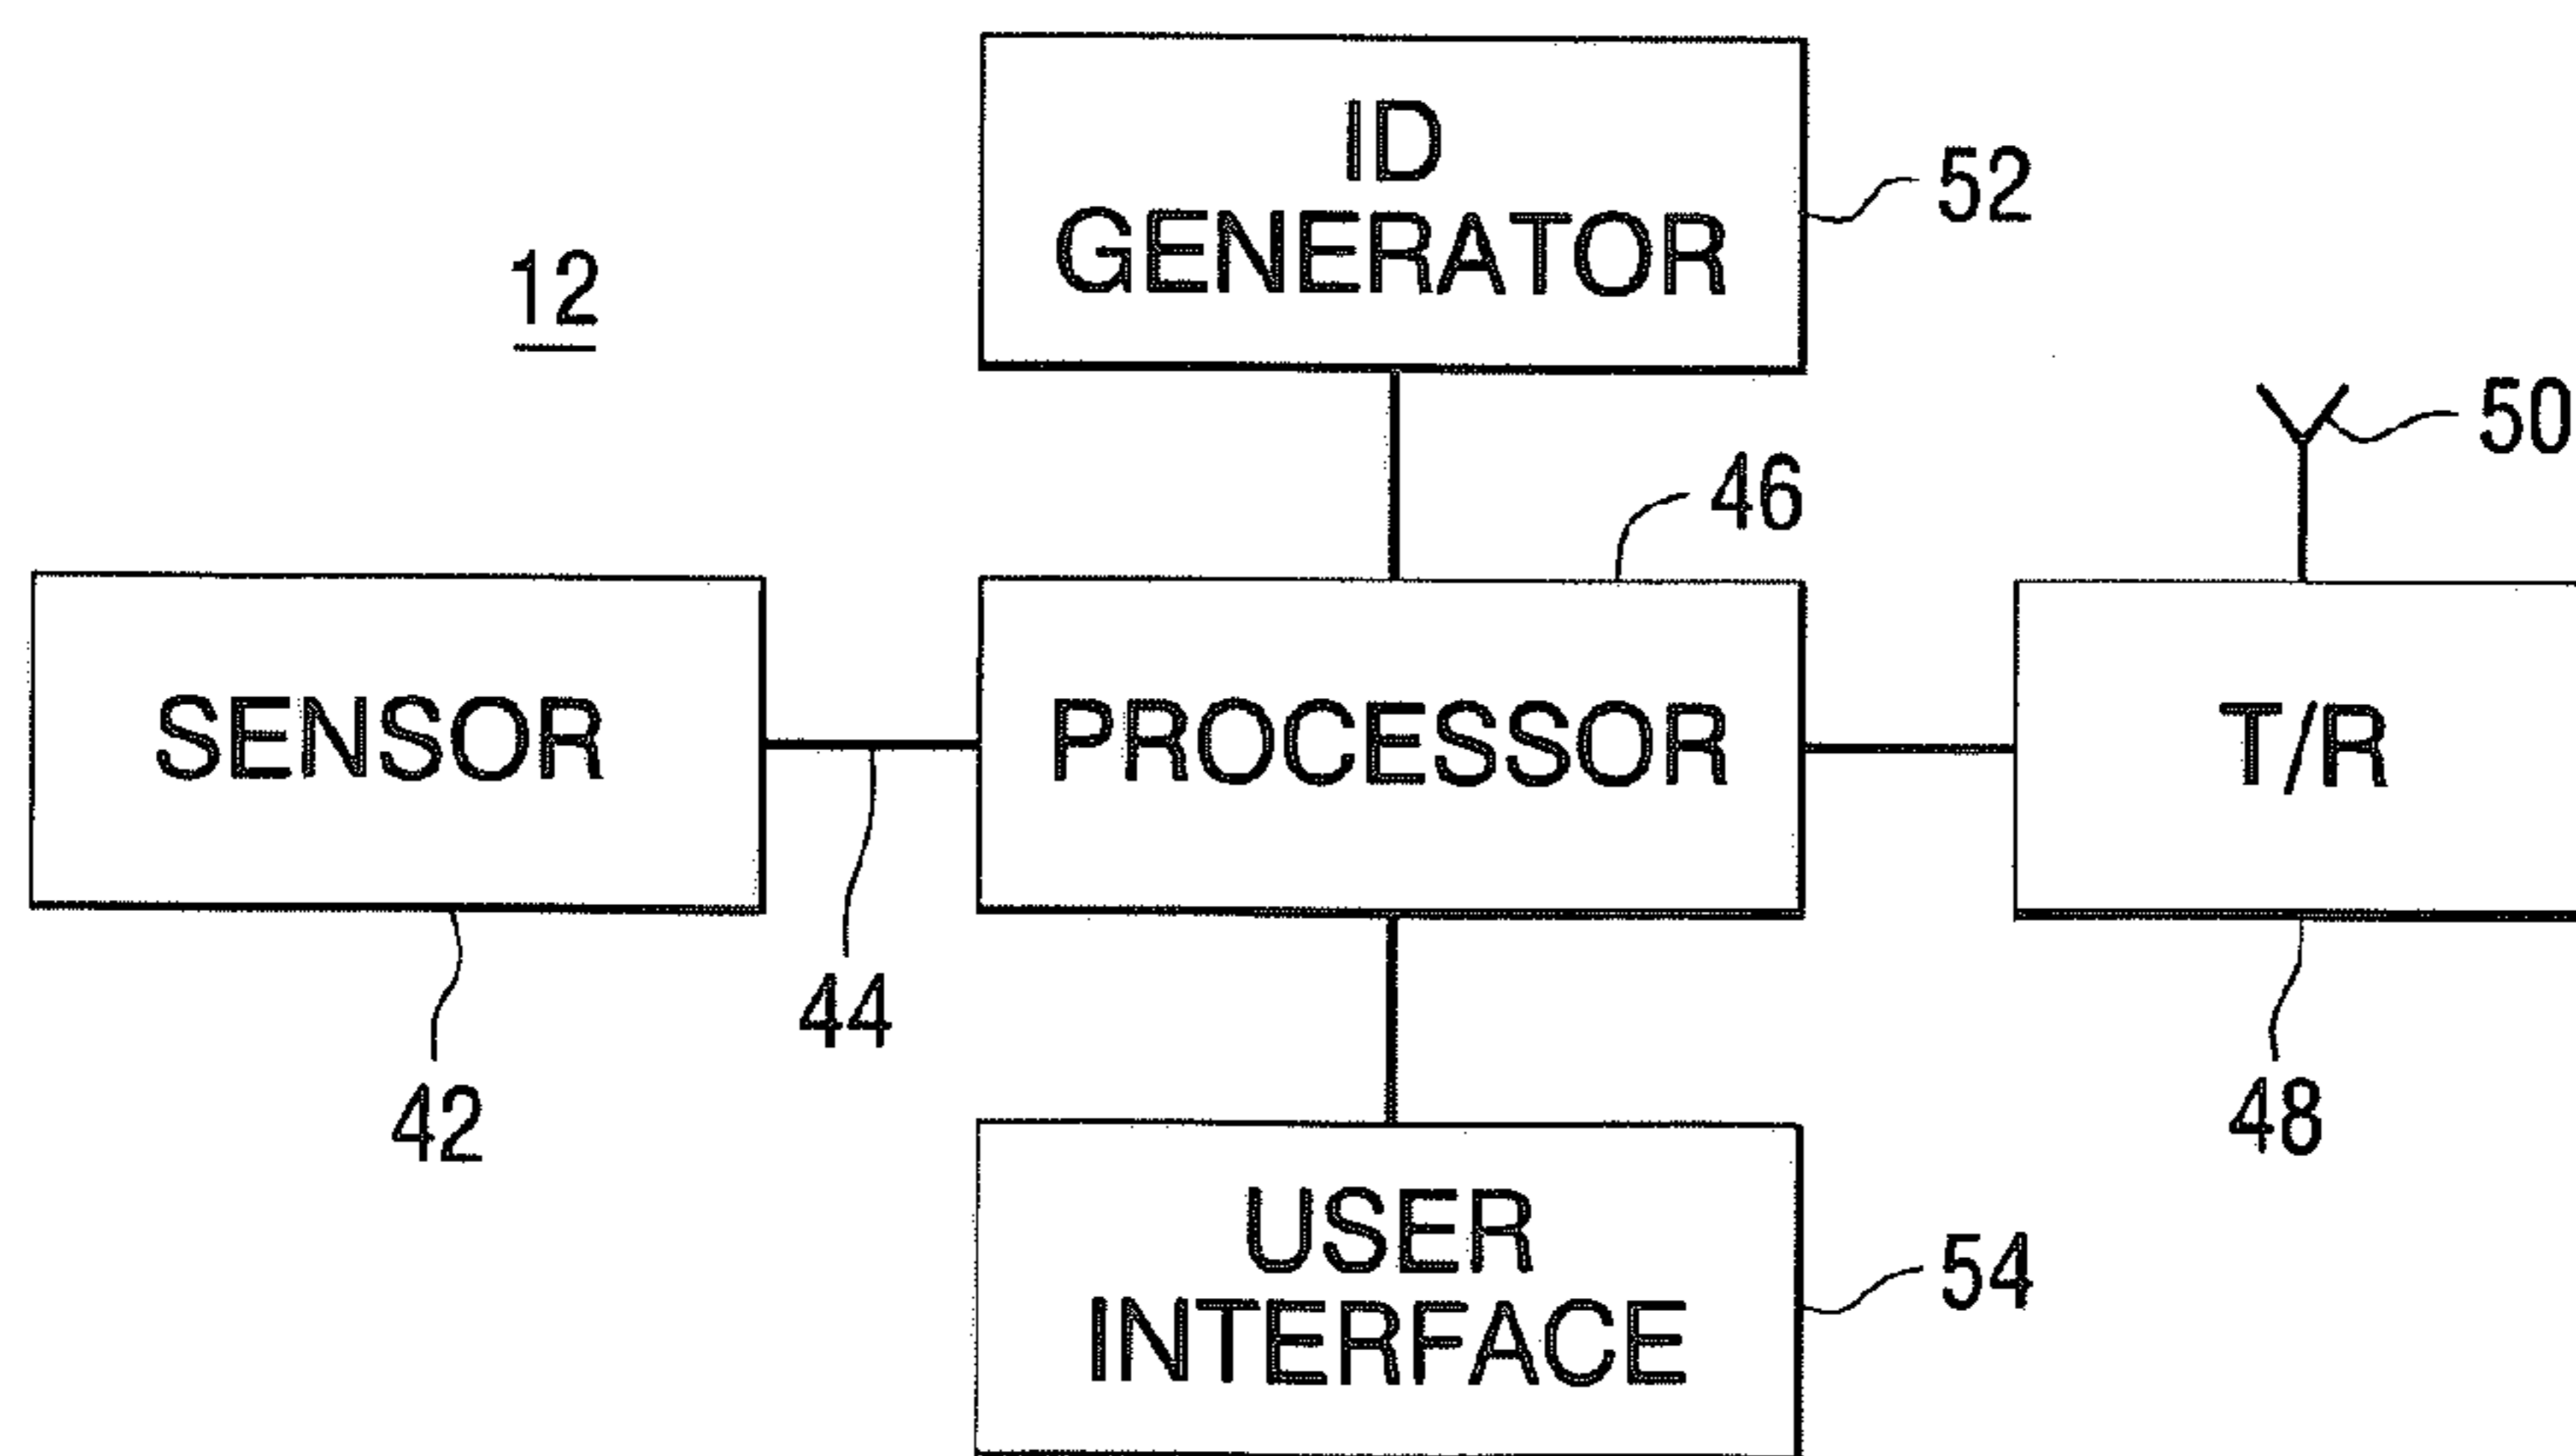 ID
GENERATOR
52
12
50
46
SENSOR
PROCESSOR
T/R
44
42
48
USER
INTERFACE
54